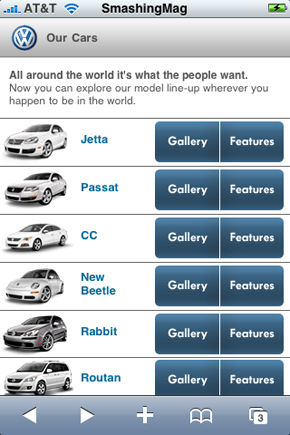 AT&T SmashingMag
Our Cars
All around the world it's what the people want.
Now you can explore our model line-up wherever you
happen to be in the world.
Jetta Gallery Features
Passat Gallery Features
CC Gallery Features
New
Beetle Gallery Features
Rabbit Gallery Features
Routan Gallery Features
3